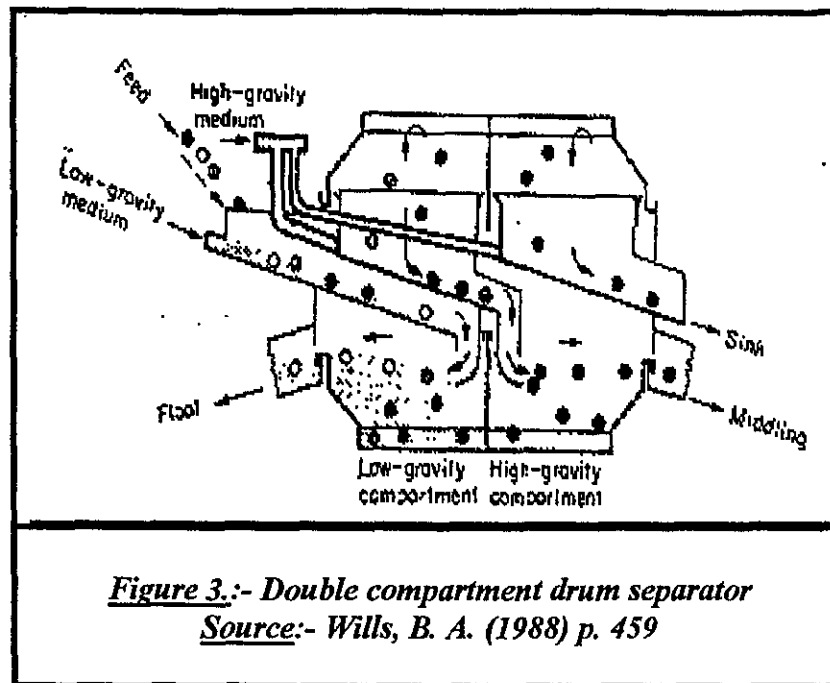 Feed
High-gravity
medium
Low-gravity
medium
Sink
Float
Middling
Low-gravity
compartment
High-gravity
compartment
Figure 3.:- Double compartment drum separator
Source:- Wills, B. A. (1988) p. 459